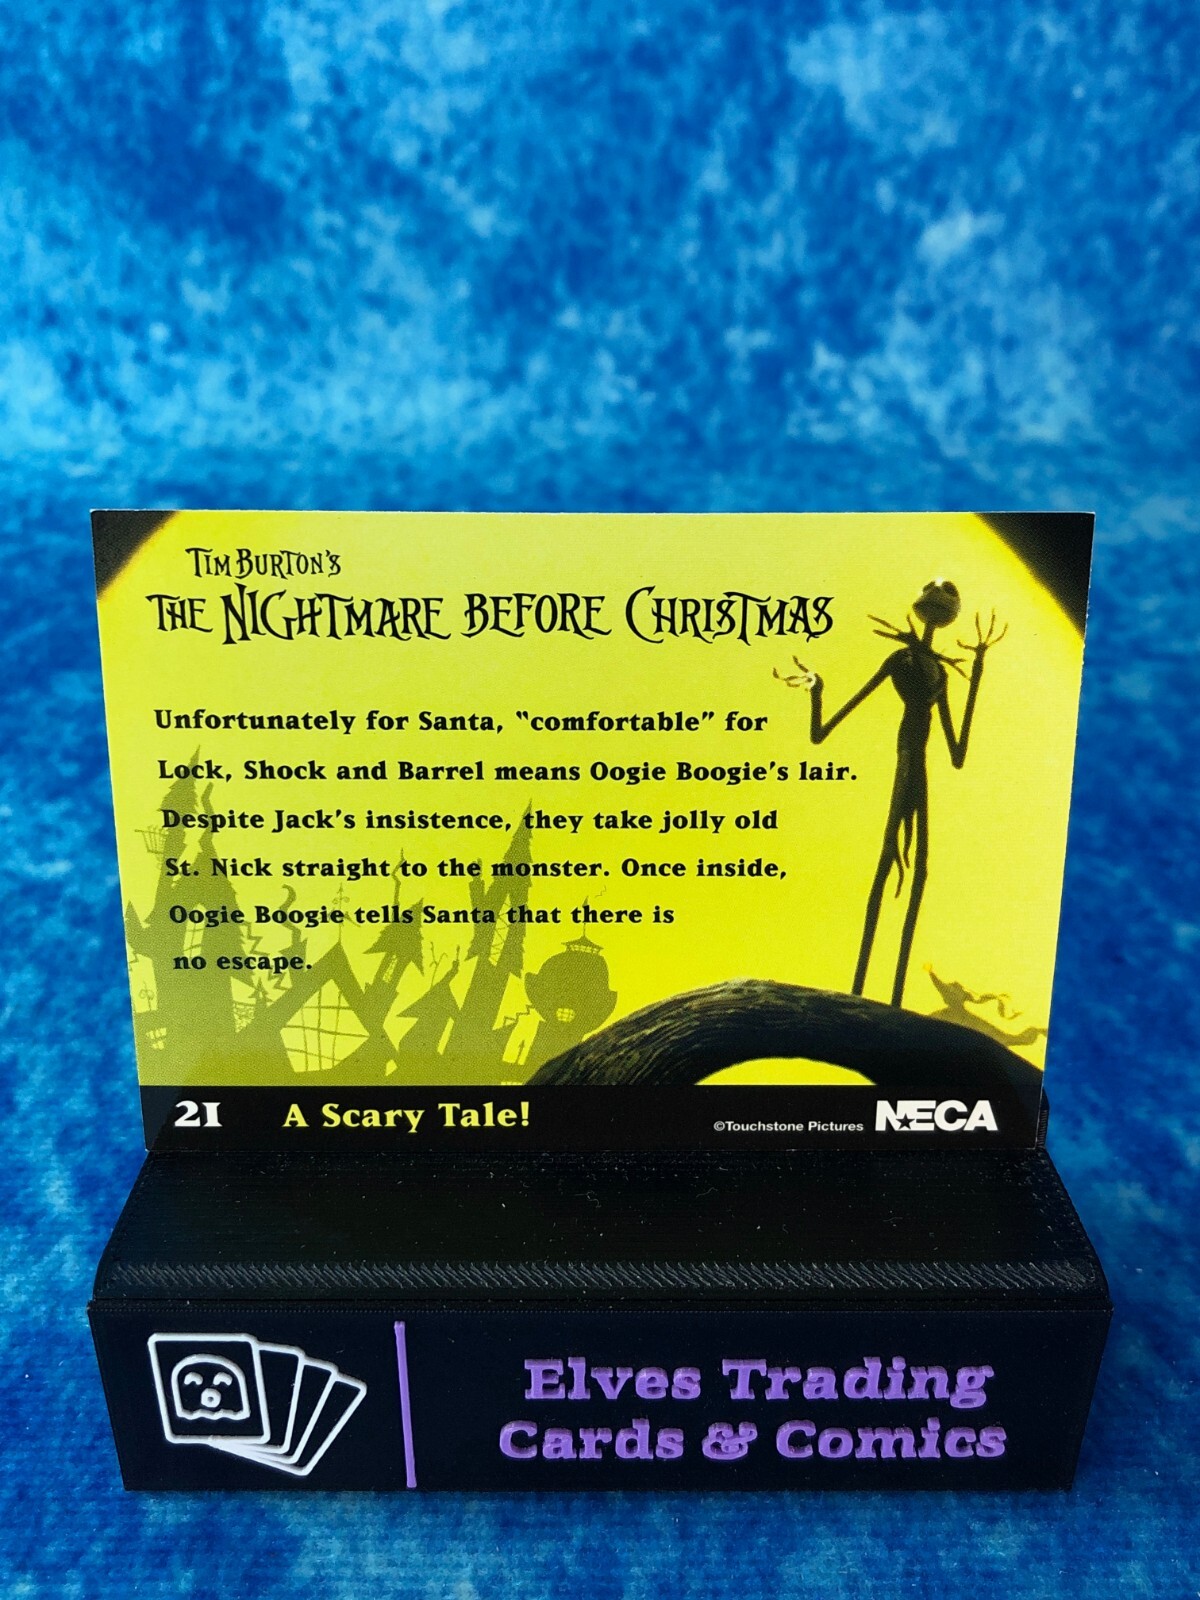 TIM BURTON'S
THE NIGHTMARE BEFORE CHRISTMAS
Unfortunately for Santa, "comfortable" for
Lock, Shock and Barrel means Oogie Boogie's lair.
Despite Jack's insistence, they take jolly old
St. Nick straight to the monster. Once inside,
Oogie Boogie tells Santa that there is
no escape.
21 A Scary Tale! ©Touchstone Pictures NECA
Elves Trading
Cards & Comics